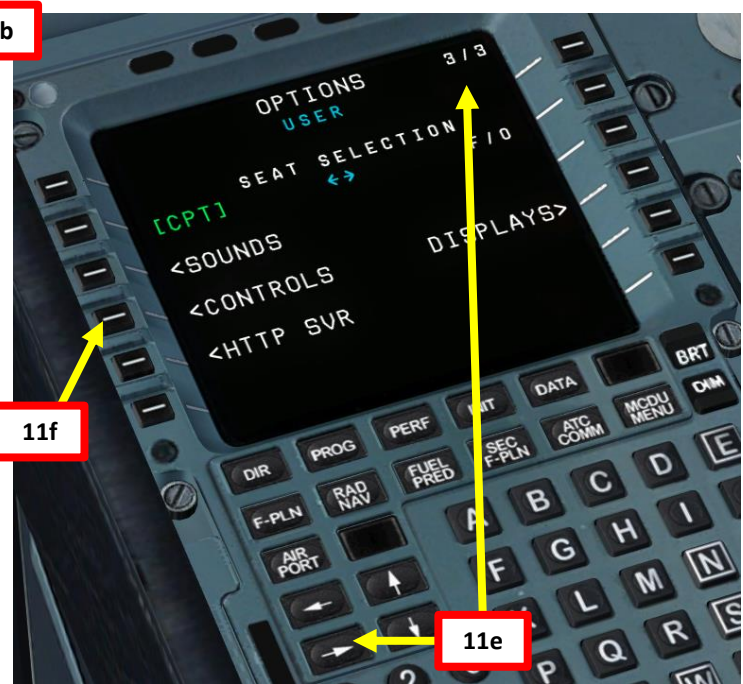 b
3/3
OPTIONS
USER
SEAT SELECTION
[CPT] ←→ F/O
<SOUNDS DISPLAYS>
<CONTROLS
<HTTP SVR
11f
11e
BRT
DIM
DIR PROG PERF INIT DATA
F-PLN RAD NAV FUEL PRED SEC F-PLN ATC COMM MCDU MENU
AIR PORT
← ↑
→ ↓
A B C D E
F G H I
K L M N
P Q R S
2 W